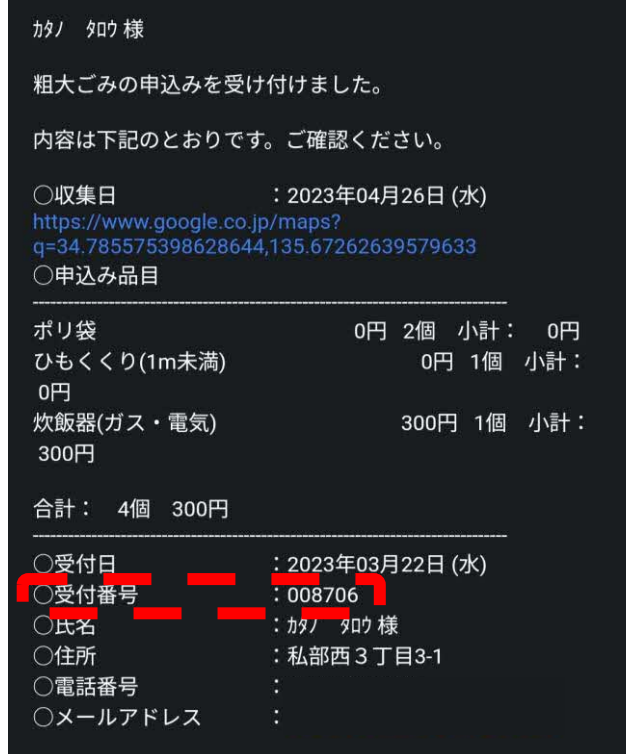 ｶﾀﾉ　ﾀﾛｳ 様
粗大ごみの申込みを受け付けました。
内容は下記のとおりです。ご確認ください。
○収集日　　　　　　　：2023年04月26日 (水)
https://www.google.co.jp/maps?
q=34.785575398628644,135.67262639579633
○申込み品目
--------------------------------------------------------------------------------
ポリ袋　　　　　　　　　　　0円 2個 小計： 0円
ひもくくり(1m未満)　　　　　　　　0円 1個 小計：
0円
炊飯器(ガス・電気)　　　　　　　300円 1個 小計：
300円
合計： 4個 300円
--------------------------------------------------------------------------------
○受付日　　　　　　　：2023年03月22日 (水)
○受付番号　　　　　　：008706
○氏名　　　　　　　　：ｶﾀﾉ　ﾀﾛｳ 様
○住所　　　　　　　　：私部西３丁目3-1
○電話番号　　　　　　：
○メールアドレス　　　：